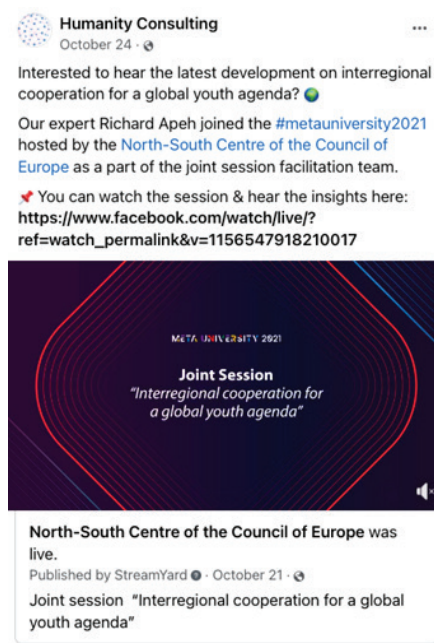 Humanity Consulting
October 24 ·
Interested to hear the latest development on interregional
cooperation for a global youth agenda? 🌍
Our expert Richard Apeh joined the #metauniversity2021
hosted by the North-South Centre of the Council of
Europe as a part of the joint session facilitation team.
📌 You can watch the session & hear the insights here:
https://www.facebook.com/watch/live/?
ref=watch_permalink&v=1156547918210017
META UNIVERSITY 2021
Joint Session
"Interregional cooperation for
a global youth agenda"
North-South Centre of the Council of Europe was
live.
Published by StreamYard · October 21 ·
Joint session "Interregional cooperation for a global
youth agenda"